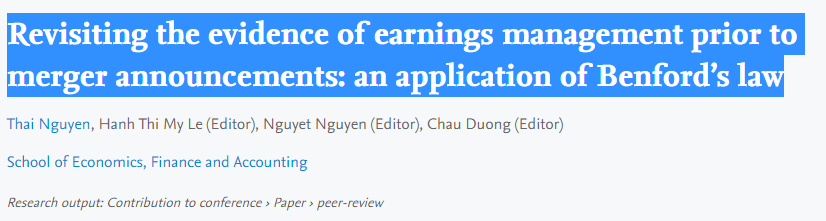 Revisiting the evidence of earnings management prior to
merger announcements: an application of Benford’s law
Thai Nguyen, Hanh Thi My Le (Editor), Nguyet Nguyen (Editor), Chau Duong (Editor)
School of Economics, Finance and Accounting
Research output: Contribution to conference › Paper › peer-review